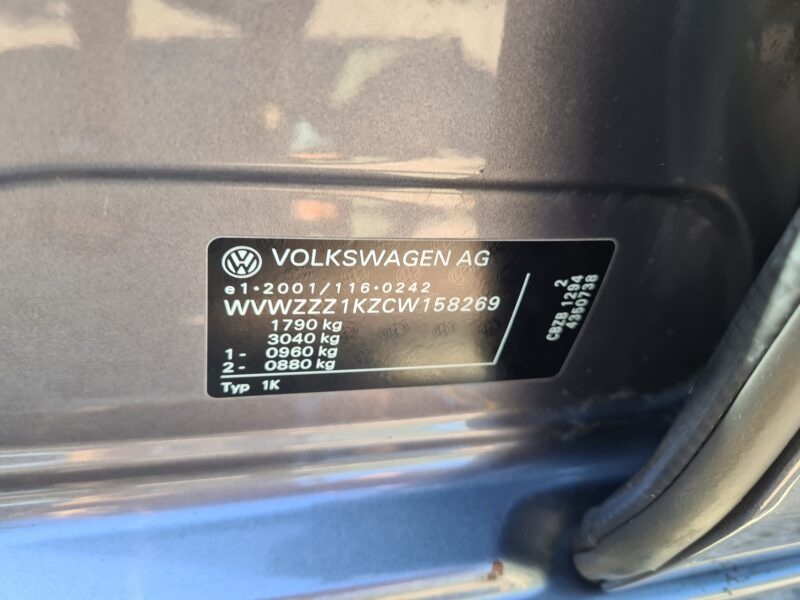 VOLKSWAGEN AG
e1*2001/116*0242
WVWZZZ1KZCW158269
1790 kg
3040 kg
1- 0960 kg
2- 0880 kg
Typ 1K
2
CBZB 1294
4350738